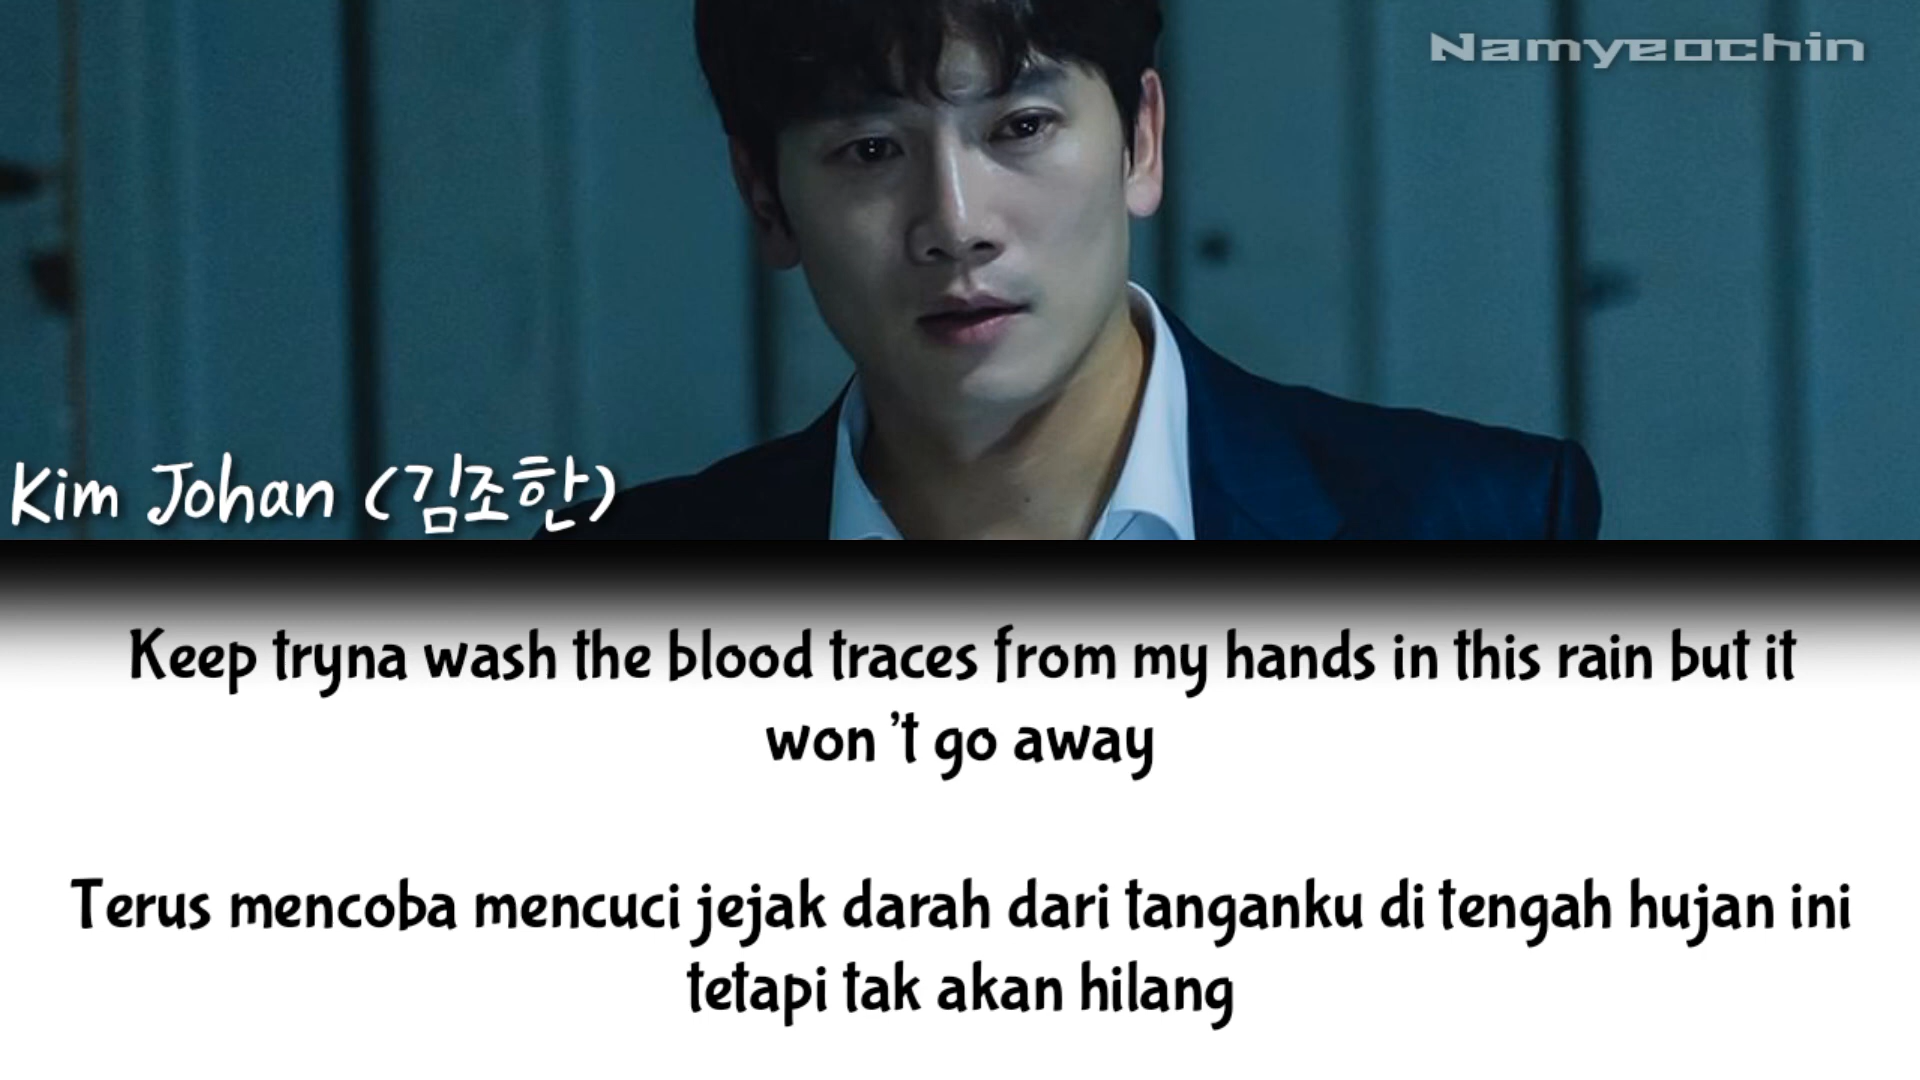 Namyeochin
Kim Johan (김조한)
Keep tryna wash the blood traces from my hands in this rain but it
won 't go away
Terus mencoba mencuci jejak darah dari tanganku di tengah hujan ini
tetapi tak akan hilang